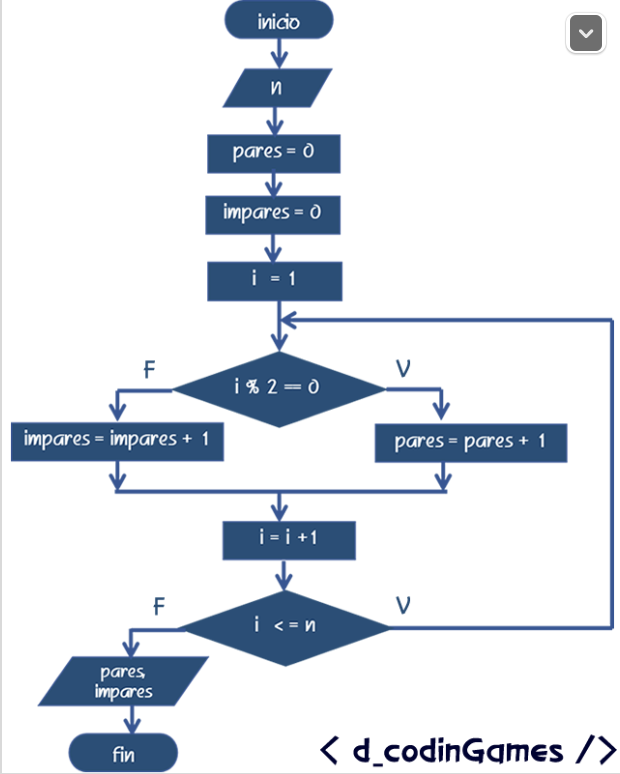 inicio
n
pares = 0
impares = 0
i = 1
F
V
i % 2 == 0
impares = impares + 1
pares = pares + 1
i = i +1
F
V
i <= n
pares,
impares
fin
< d_codinGames />